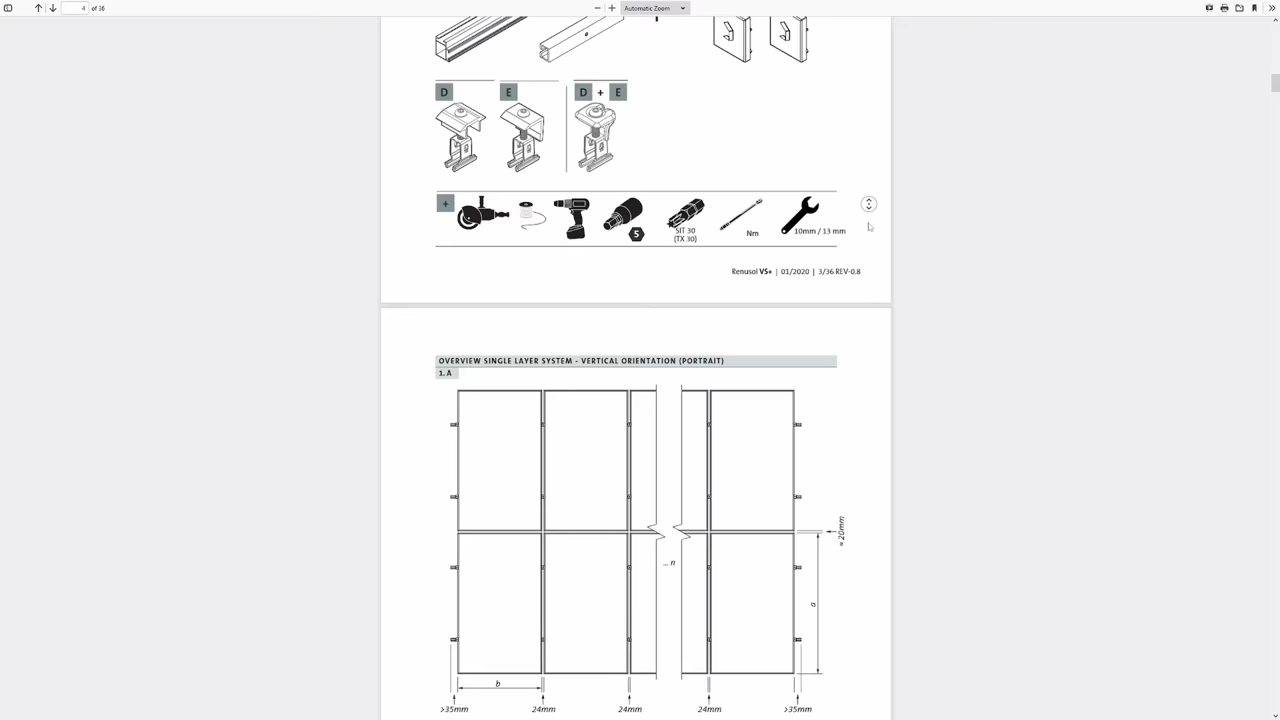 4 of 36
Automatic Zoom
D
E
D + E
+
5
SIT 30
(TX 30)
Nm
10mm / 13 mm
Renusol VS+ | 01/2020 | 3/36 REV-0.8
OVERVIEW SINGLE LAYER SYSTEM - VERTICAL ORIENTATION (PORTRAIT)
1. A
≈ 20mm
... n
a
b
>35mm
24mm
24mm
24mm
>35mm